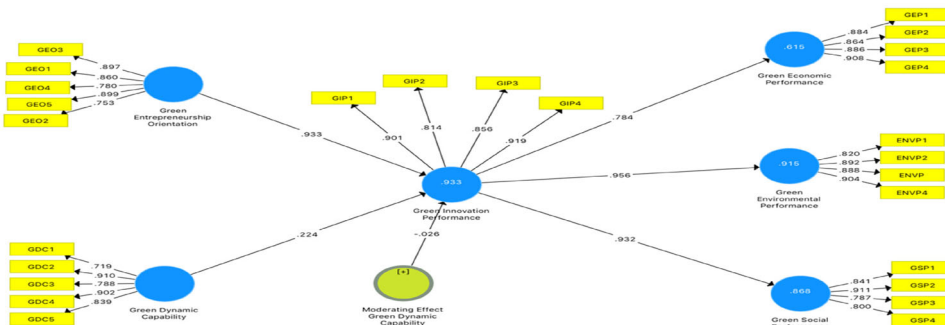 GEO3
GEO1
GEO4
GEO5
GEO2
.897
.860
.780
.899
.753
Green
Entrepreneurship
Orientation
.933
GIP1
GIP2
GIP3
GIP4
.901
.814
.856
.919
.933
Green Innovation
Performance
.784
.615
Green Economic
Performance
.884
.864
.886
.908
GEP1
GEP2
GEP3
GEP4
.956
.915
Green
Environmental
Performance
.820
.892
.888
.904
ENVP1
ENVP2
ENVP
ENVP4
.932
.868
Green Social
.841
.911
.787
.800
GSP1
GSP2
GSP3
GSP4
GDC1
GDC2
GDC3
GDC4
GDC5
.719
.910
.788
.902
.839
Green Dynamic
Capability
.224
-.026
[+]
Moderating Effect
Green Dynamic
Capability